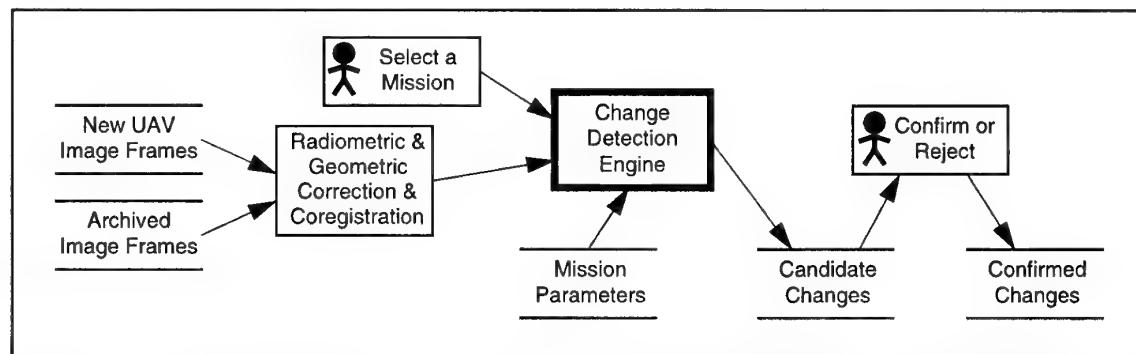 Select a
Mission
New UAV
Image Frames
Archived
Image Frames
Radiometric &
Geometric
Correction &
Coregistration
Change
Detection
Engine
Mission
Parameters
Candidate
Changes
Confirm or
Reject
Confirmed
Changes